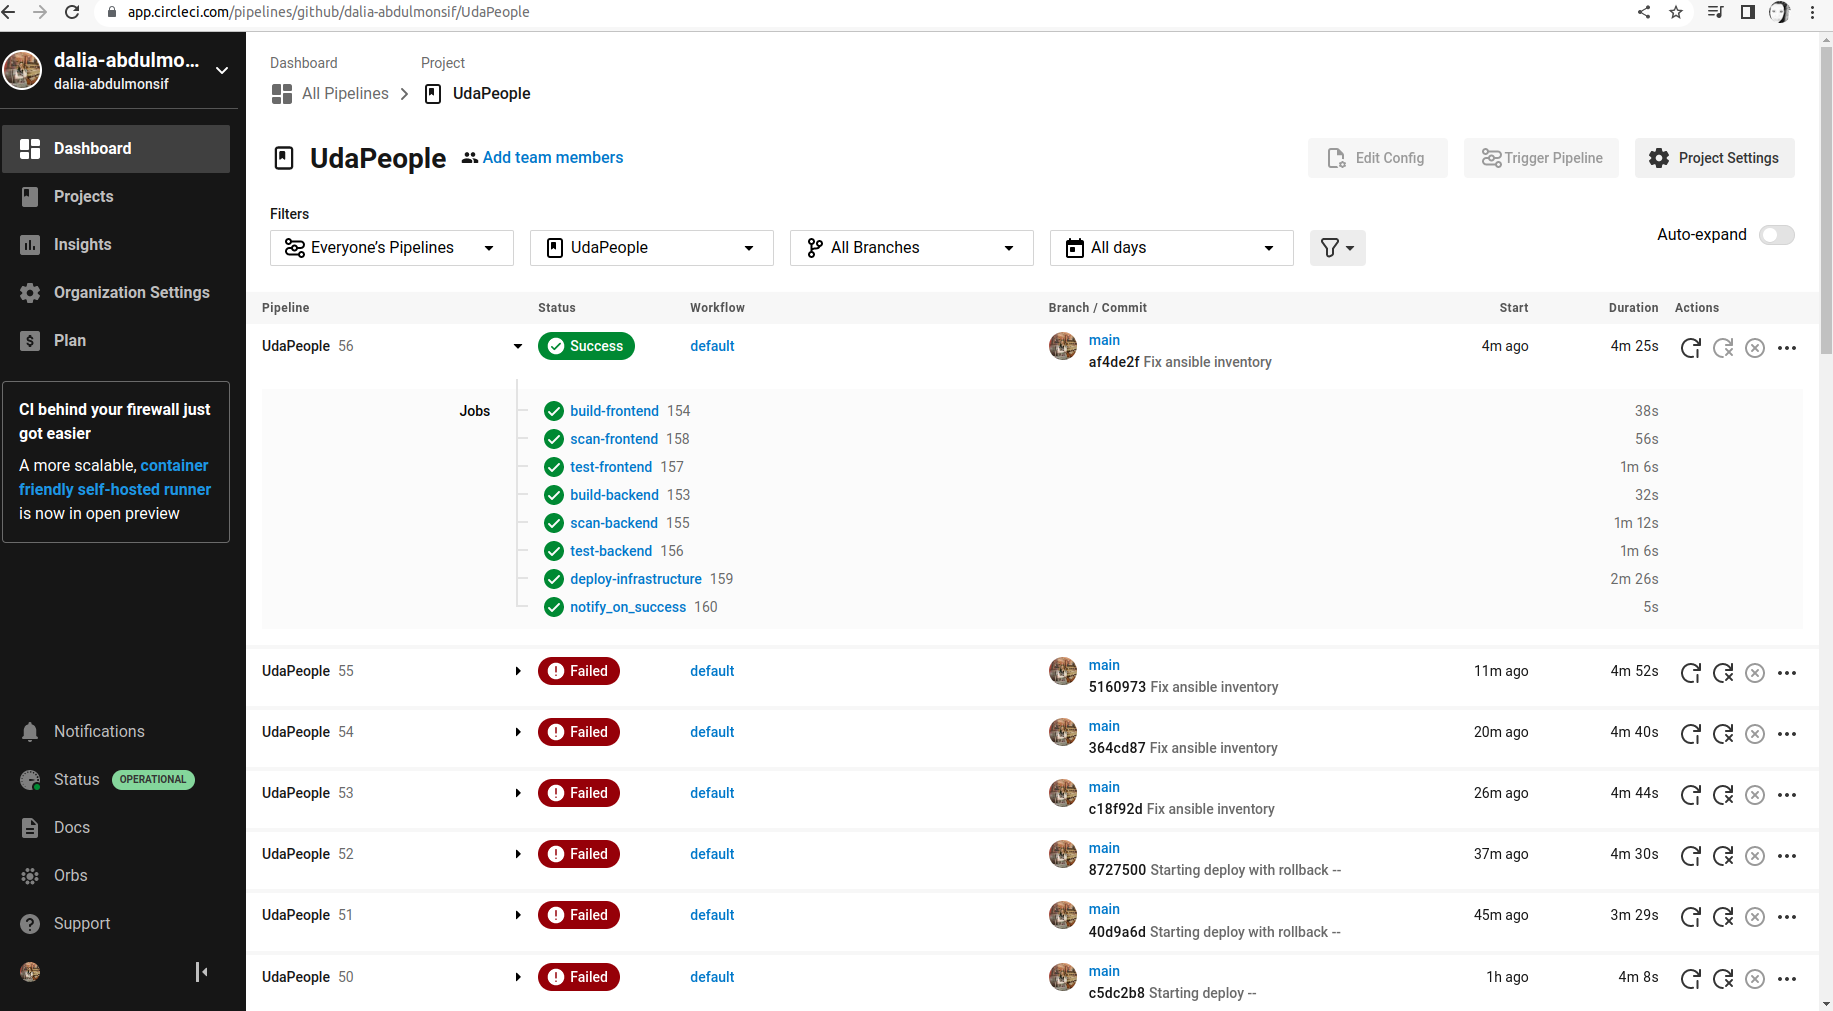 app.circleci.com/pipelines/github/dalia-abdulmonsif/UdaPeople
dalia-abdulmo...
dalia-abdulmonsif
Dashboard
Projects
Insights
Organization Settings
Plan
CI behind your firewall just
got easier
A more scalable, container
friendly self-hosted runner
is now in open preview
Notifications
Status OPERATIONAL
Docs
Orbs
Support
Dashboard Project
All Pipelines UdaPeople
UdaPeople Add team members
Edit Config Trigger Pipeline Project Settings
Filters
Everyone’s Pipelines UdaPeople All Branches All days
Auto-expand
Pipeline Status Workflow Branch / Commit Start Duration Actions
UdaPeople 56 Success default main 4m ago 4m 25s
af4de2f Fix ansible inventory
Jobs build-frontend 154 38s
scan-frontend 158 56s
test-frontend 157 1m 6s
build-backend 153 32s
scan-backend 155 1m 12s
test-backend 156 1m 6s
deploy-infrastructure 159 2m 26s
notify_on_success 160 5s
UdaPeople 55 Failed default main 11m ago 4m 52s
5160973 Fix ansible inventory
UdaPeople 54 Failed default main 20m ago 4m 40s
364cd87 Fix ansible inventory
UdaPeople 53 Failed default main 26m ago 4m 44s
c18f92d Fix ansible inventory
UdaPeople 52 Failed default main 37m ago 4m 30s
8727500 Starting deploy with rollback --
UdaPeople 51 Failed default main 45m ago 3m 29s
40d9a6d Starting deploy with rollback --
UdaPeople 50 Failed default main 1h ago 4m 8s
c5dc2b8 Starting deploy --